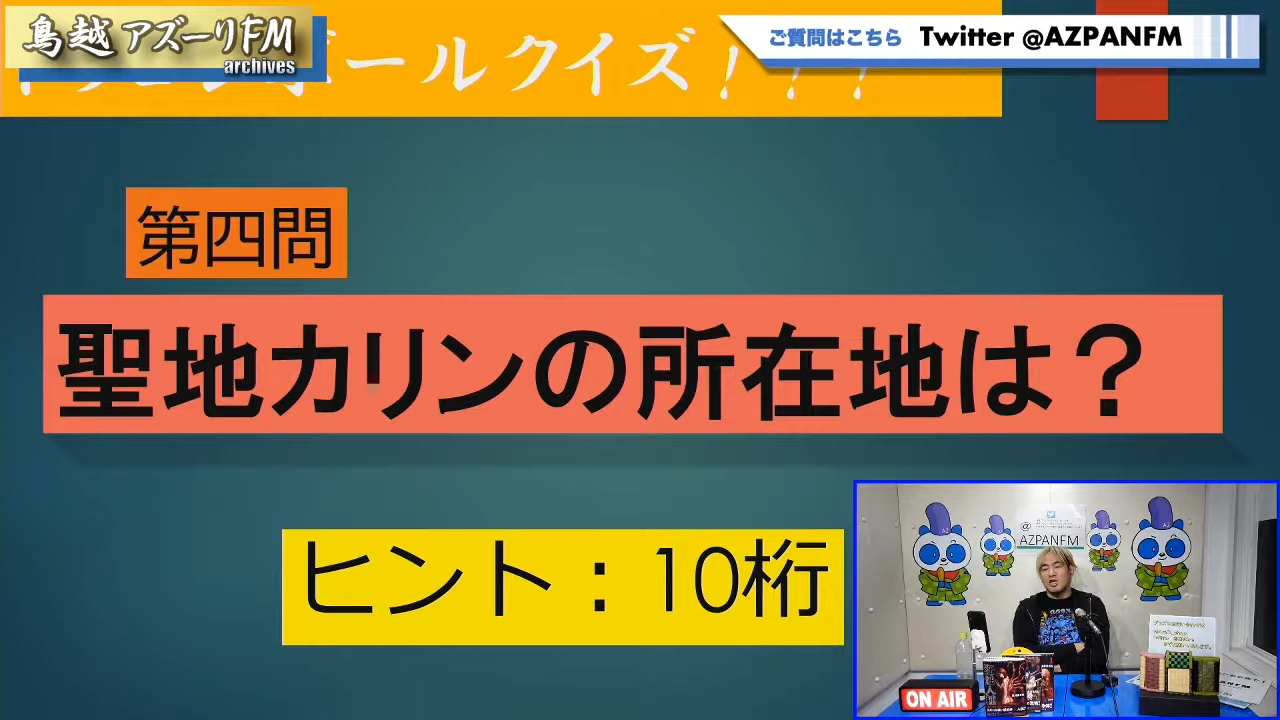 鳥越アズーリFM
archives
ご質問はこちら Twitter @AZPANFM
ボールクイズ!!!
第四問
聖地カリンの所在地は?
ヒント:10桁
@
AZPANFM
ON AIR